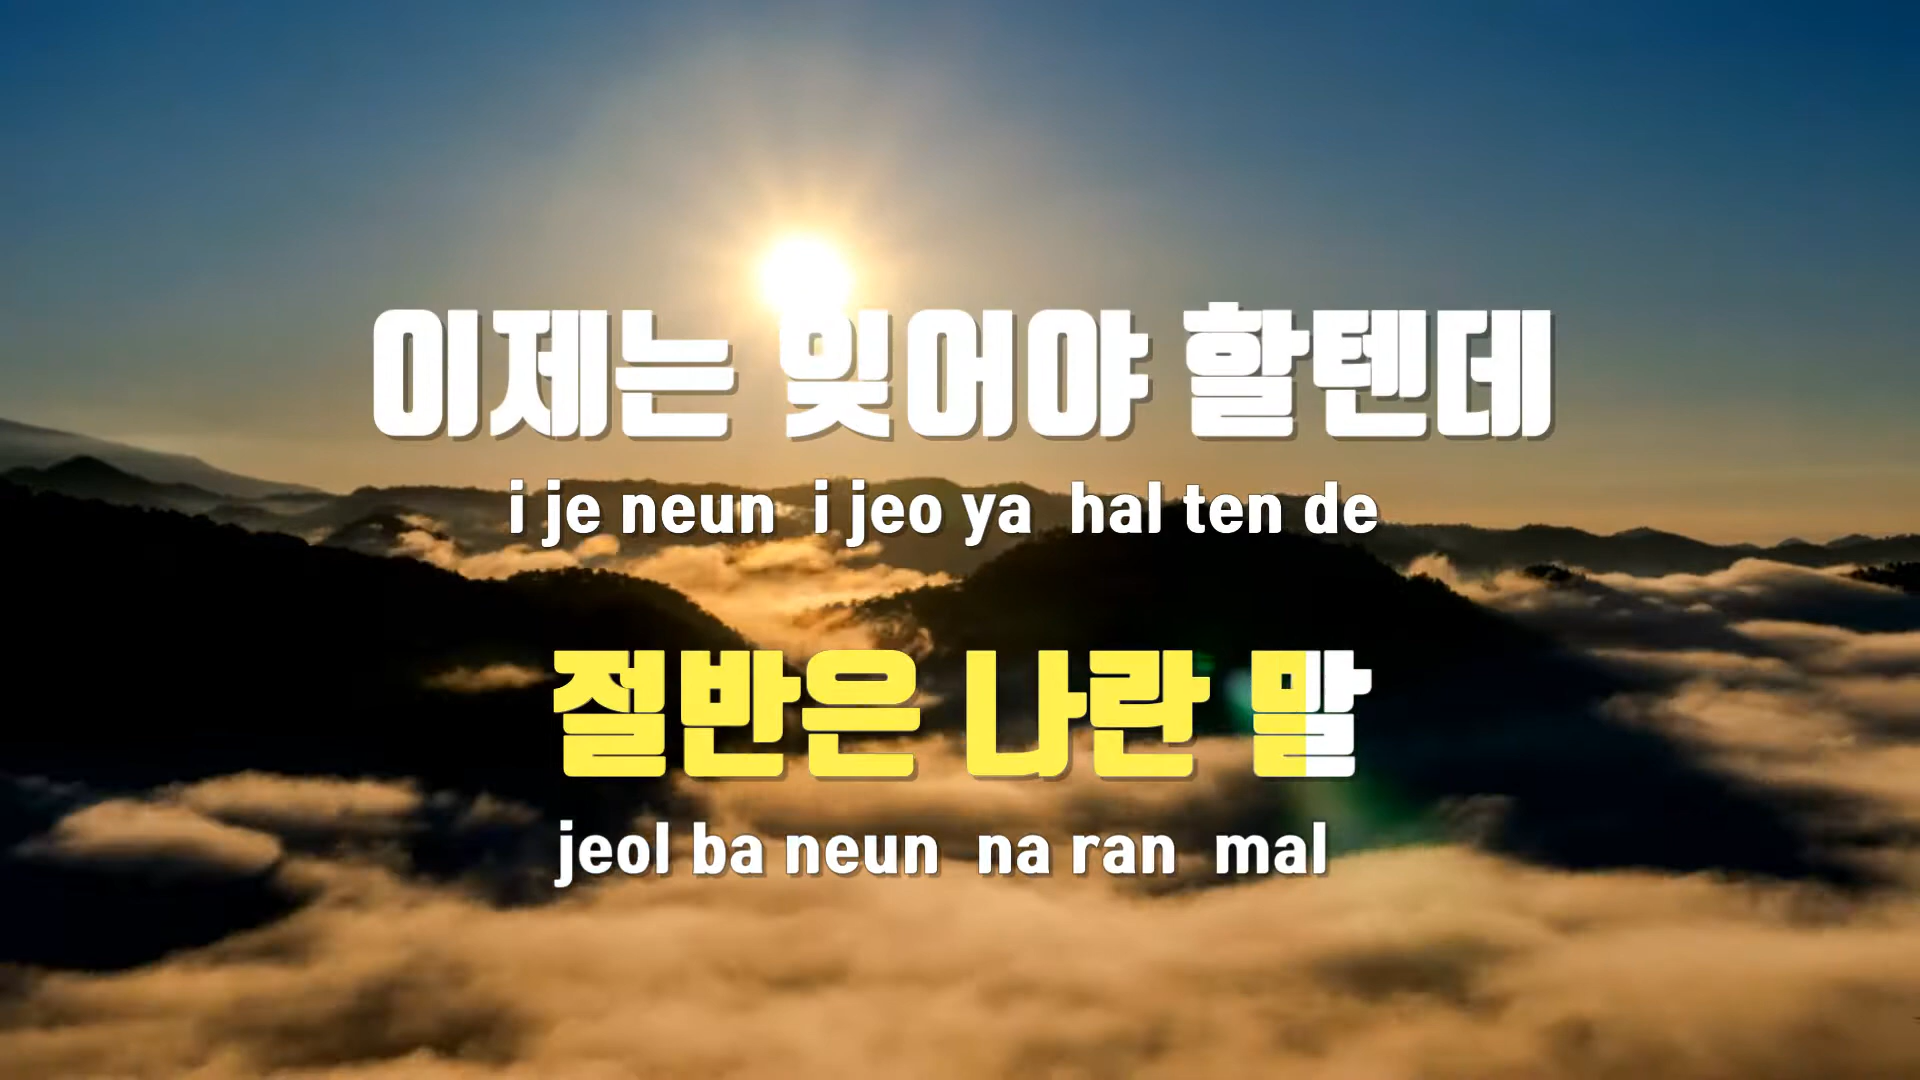 이제는 잊어야 할텐데
i je neun i jeo ya hal ten de
절반은 나란 말
jeol ba neun na ran mal